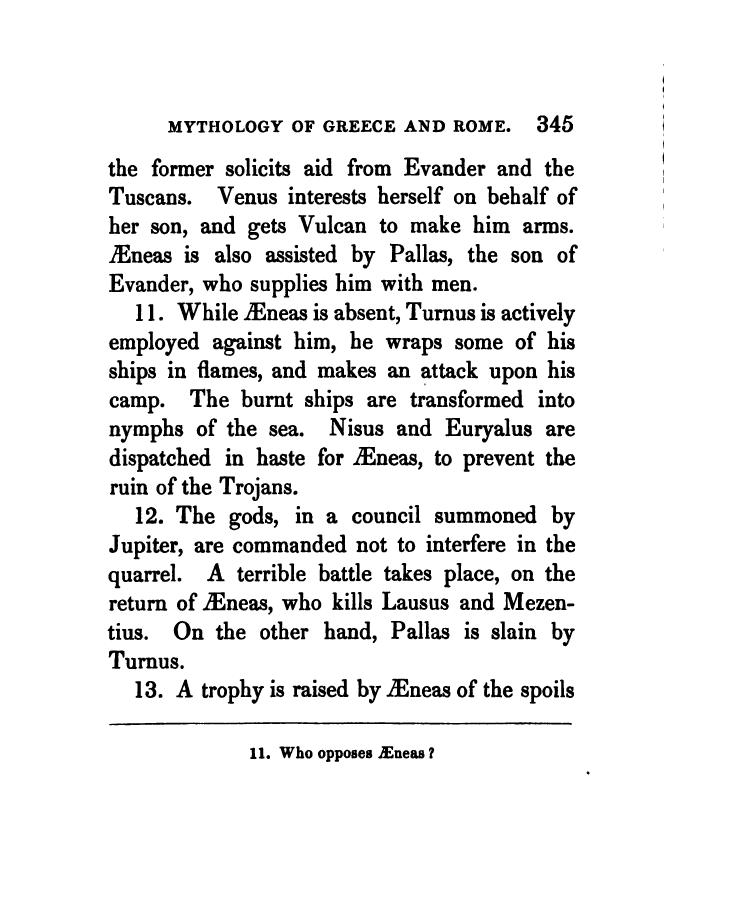 MYTHOLOGY OF GREECE AND ROME. 345
the former solicits aid from Evander and the
Tuscans. Venus interests herself on behalf of
her son, and gets Vulcan to make him arms.
Æneas is also assisted by Pallas, the son of
Evander, who supplies him with men.
11. While Æneas is absent, Turnus is actively
employed against him, he wraps some of his
ships in flames, and makes an attack upon his
camp. The burnt ships are transformed into
nymphs of the sea. Nisus and Euryalus are
dispatched in haste for Æneas, to prevent the
ruin of the Trojans.
12. The gods, in a council summoned by
Jupiter, are commanded not to interfere in the
quarrel. A terrible battle takes place, on the
return of Æneas, who kills Lausus and Mezen-
tius. On the other hand, Pallas is slain by
Turnus.
13. A trophy is raised by Æneas of the spoils
11. Who opposes Æneas?